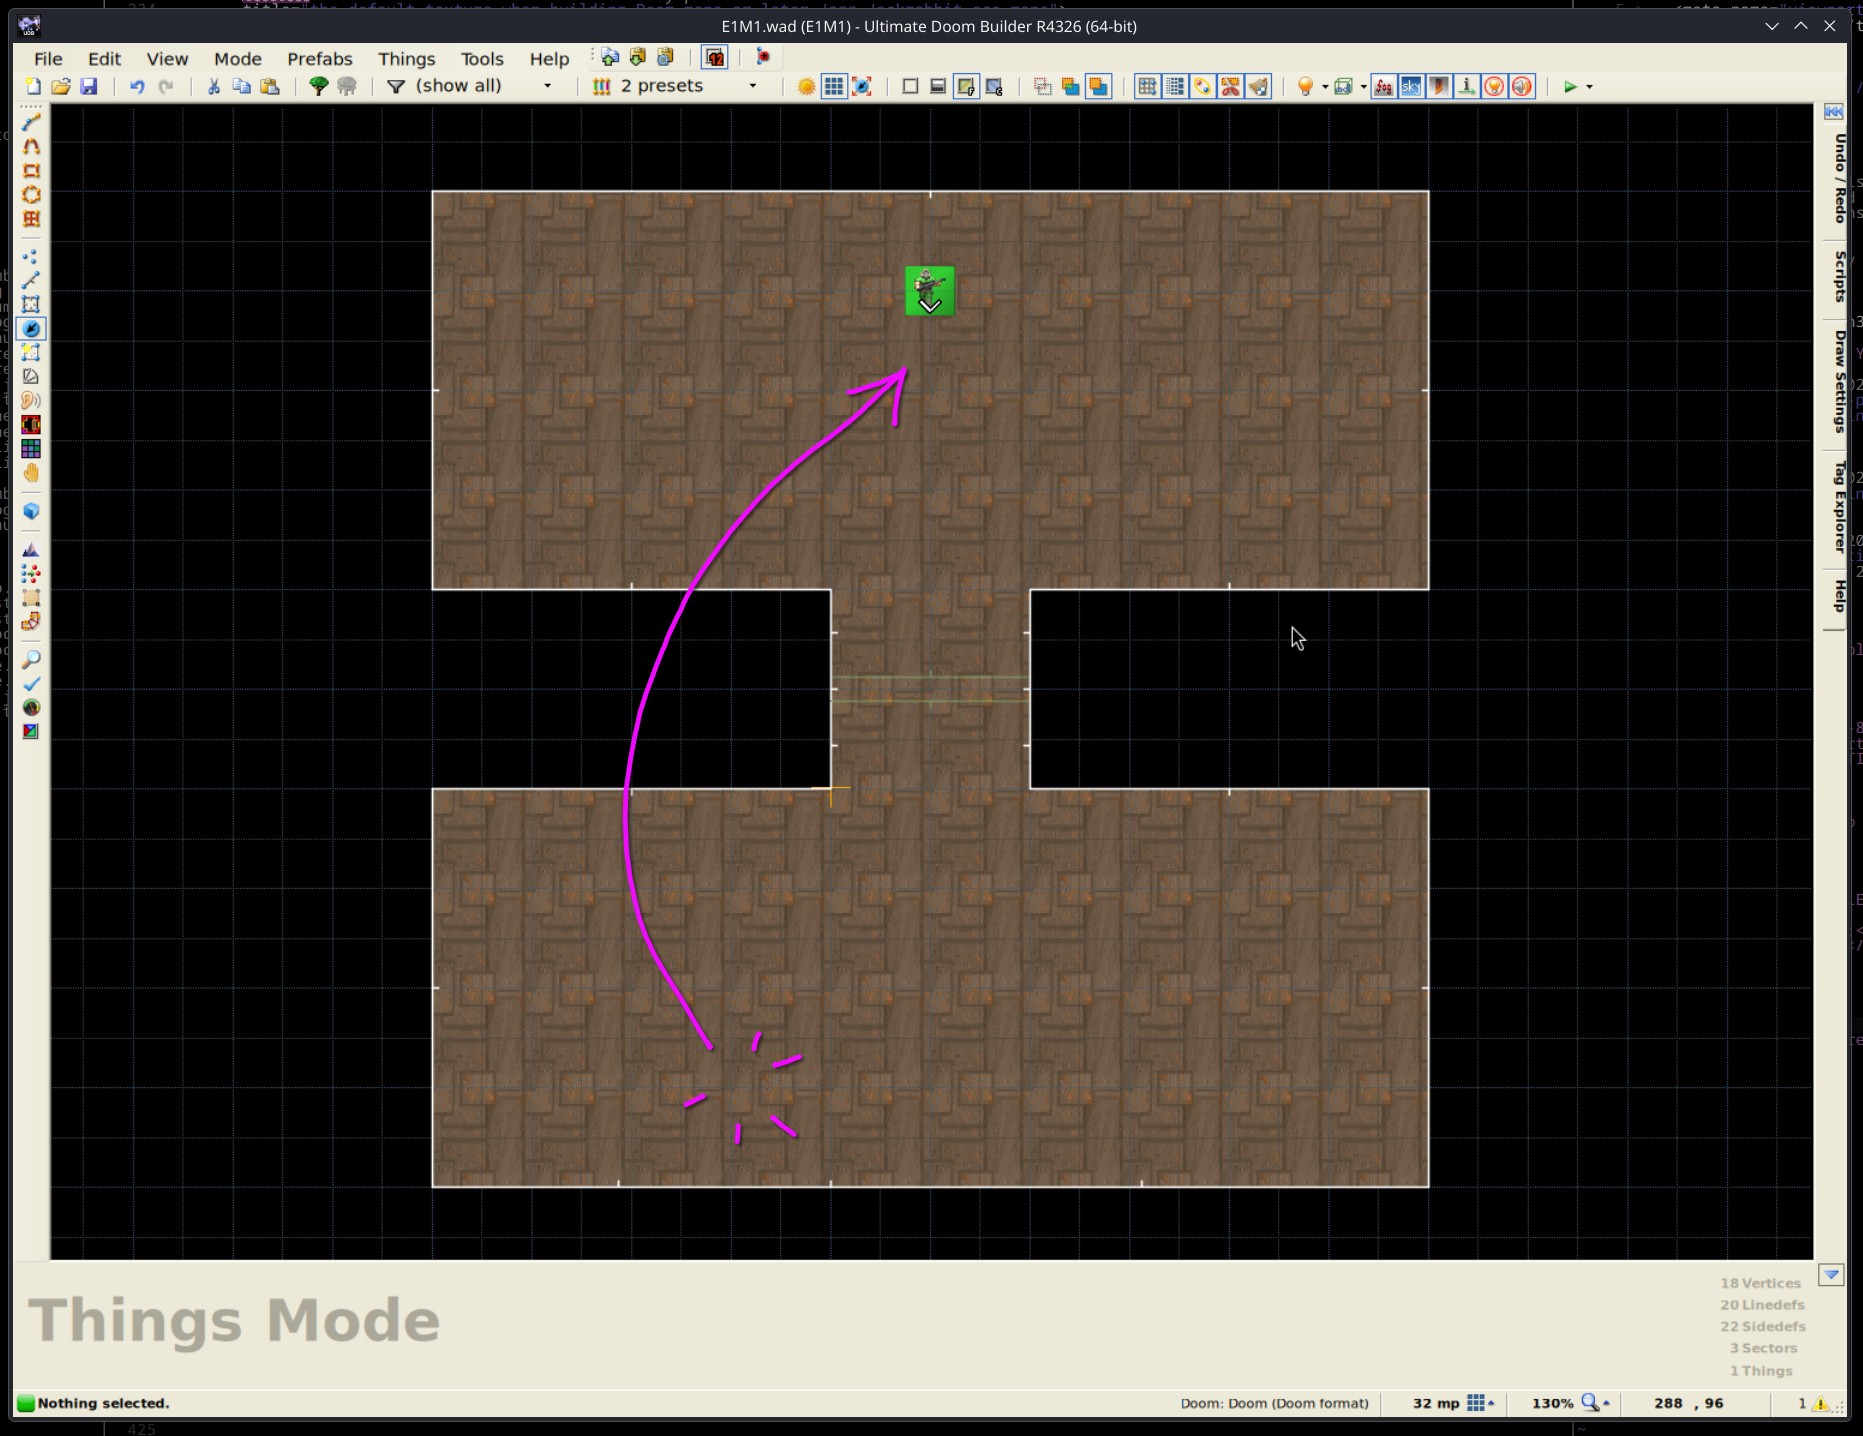 E1M1.wad (E1M1) - Ultimate Doom Builder R4326 (64-bit)
File Edit View Mode Prefabs Things Tools Help
(show all) 2 presets
Undo / Redo
Scripts
Draw Settings
Tag Explorer
Help
Things Mode
18 Vertices
20 Linedefs
22 Sidedefs
3 Sectors
1 Things
Nothing selected. Doom: Doom (Doom format) 32 mp 130% 288 , 96 1
425